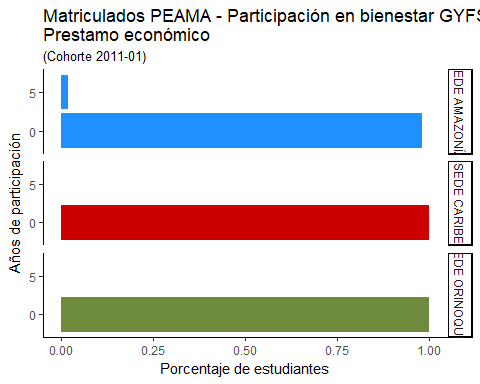 Matriculados PEAMA - Participación en bienestar GYFS
Prestamo económico
(Cohorte 2011-01)
Años de participación
5
0
EDE AMAZONÍ
5
0
SEDE CARIBE
5
0
EDE ORINOQU
0.00 0.25 0.50 0.75 1.00
Porcentaje de estudiantes